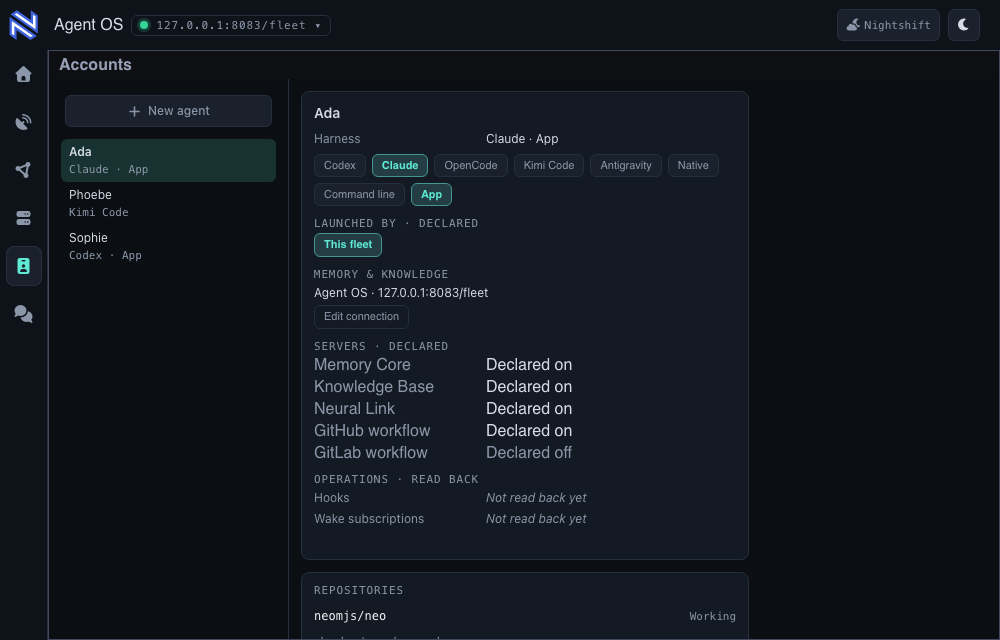 Agent OS
127.0.0.1:8083/fleet
Nightshift
Accounts
New agent
Ada
Claude · App
Phoebe
Kimi Code
Sophie
Codex · App
Ada
Harness
Claude · App
Codex Claude OpenCode Kimi Code Antigravity Native
Command line App
LAUNCHED BY · DECLARED
This fleet
MEMORY & KNOWLEDGE
Agent OS · 127.0.0.1:8083/fleet
Edit connection
SERVERS · DECLARED
Memory Core Declared on
Knowledge Base Declared on
Neural Link Declared on
GitHub workflow Declared on
GitLab workflow Declared off
OPERATIONS · READ BACK
Hooks Not read back yet
Wake subscriptions Not read back yet
REPOSITORIES
neomjs/neo Working